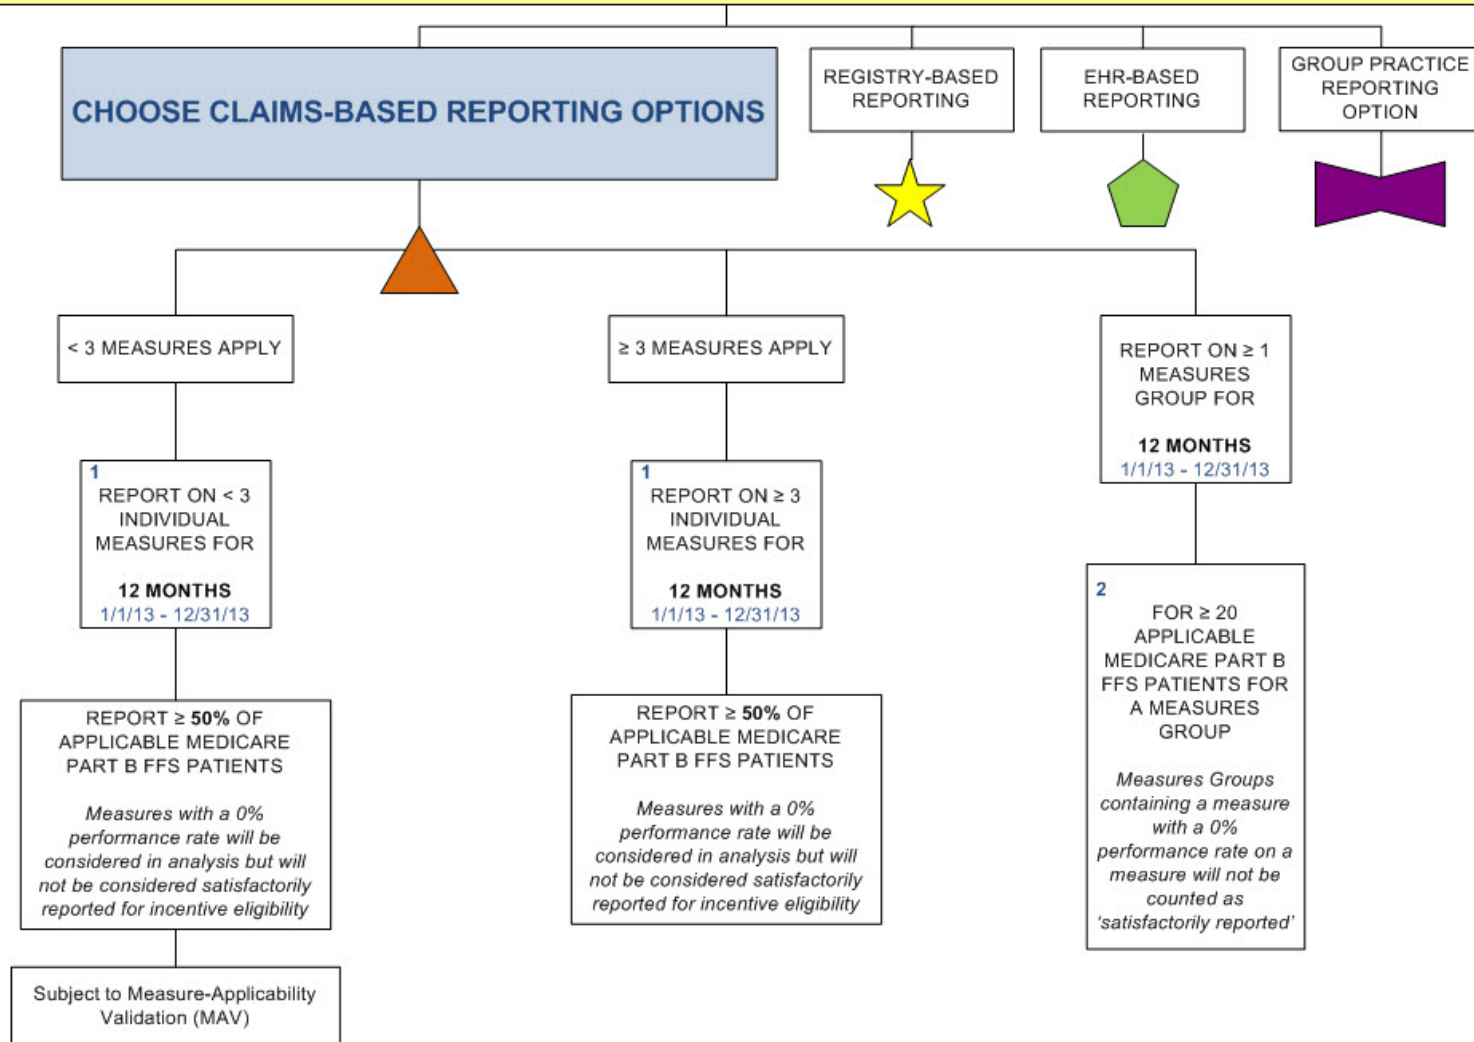 CHOOSE CLAIMS-BASED REPORTING OPTIONS
REGISTRY-BASED
REPORTING
EHR-BASED
REPORTING
GROUP PRACTICE
REPORTING
OPTION
< 3 MEASURES APPLY
1
REPORT ON < 3
INDIVIDUAL
MEASURES FOR
12 MONTHS
1/1/13 - 12/31/13
REPORT ≥ 50% OF
APPLICABLE MEDICARE
PART B FFS PATIENTS
Measures with a 0%
performance rate will be
considered in analysis but will
not be considered satisfactorily
reported for incentive eligibility
Subject to Measure-Applicability
Validation (MAV)
≥ 3 MEASURES APPLY
1
REPORT ON ≥ 3
INDIVIDUAL
MEASURES FOR
12 MONTHS
1/1/13 - 12/31/13
REPORT ≥ 50% OF
APPLICABLE MEDICARE
PART B FFS PATIENTS
Measures with a 0%
performance rate will be
considered in analysis but will
not be considered satisfactorily
reported for incentive eligibility
REPORT ON ≥ 1
MEASURES
GROUP FOR
12 MONTHS
1/1/13 - 12/31/13
2
FOR ≥ 20
APPLICABLE
MEDICARE PART B
FFS PATIENTS FOR
A MEASURES
GROUP
Measures Groups
containing a measure
with a 0%
performance rate on a
measure will not be
counted as
‘satisfactorily reported’